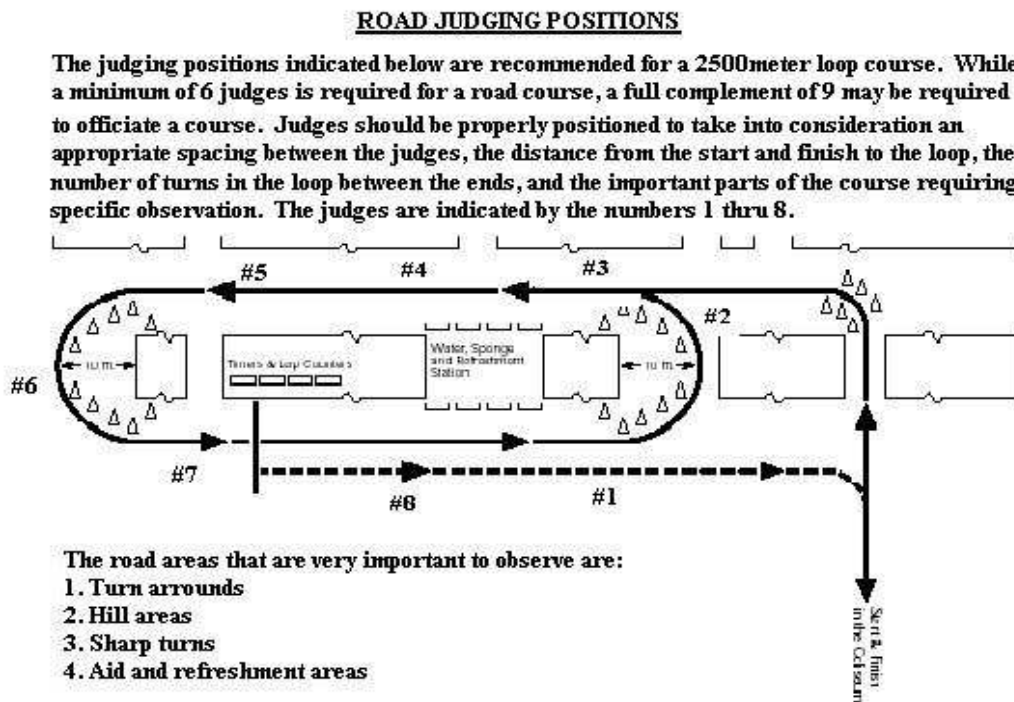 ROAD JUDGING POSITIONS
The judging positions indicated below are recommended for a 2500meter loop course. While
a minimum of 6 judges is required for a road course, a full complement of 9 may be required
to officiate a course. Judges should be properly positioned to take into consideration an
appropriate spacing between the judges, the distance from the start and finish to the loop, the
number of turns in the loop between the ends, and the important parts of the course requiring
specific observation. The judges are indicated by the numbers 1 thru 8.
#5
#4
#3
#2
Timers & Lap Counters
Water, Sponge
and Refreshment
Station
10 m.
10 m.
#6
#7
#8
#1
The road areas that are very important to observe are:
1. Turn arrounds
2. Hill areas
3. Sharp turns
4. Aid and refreshment areas
Start & Finish
in the Coliseum